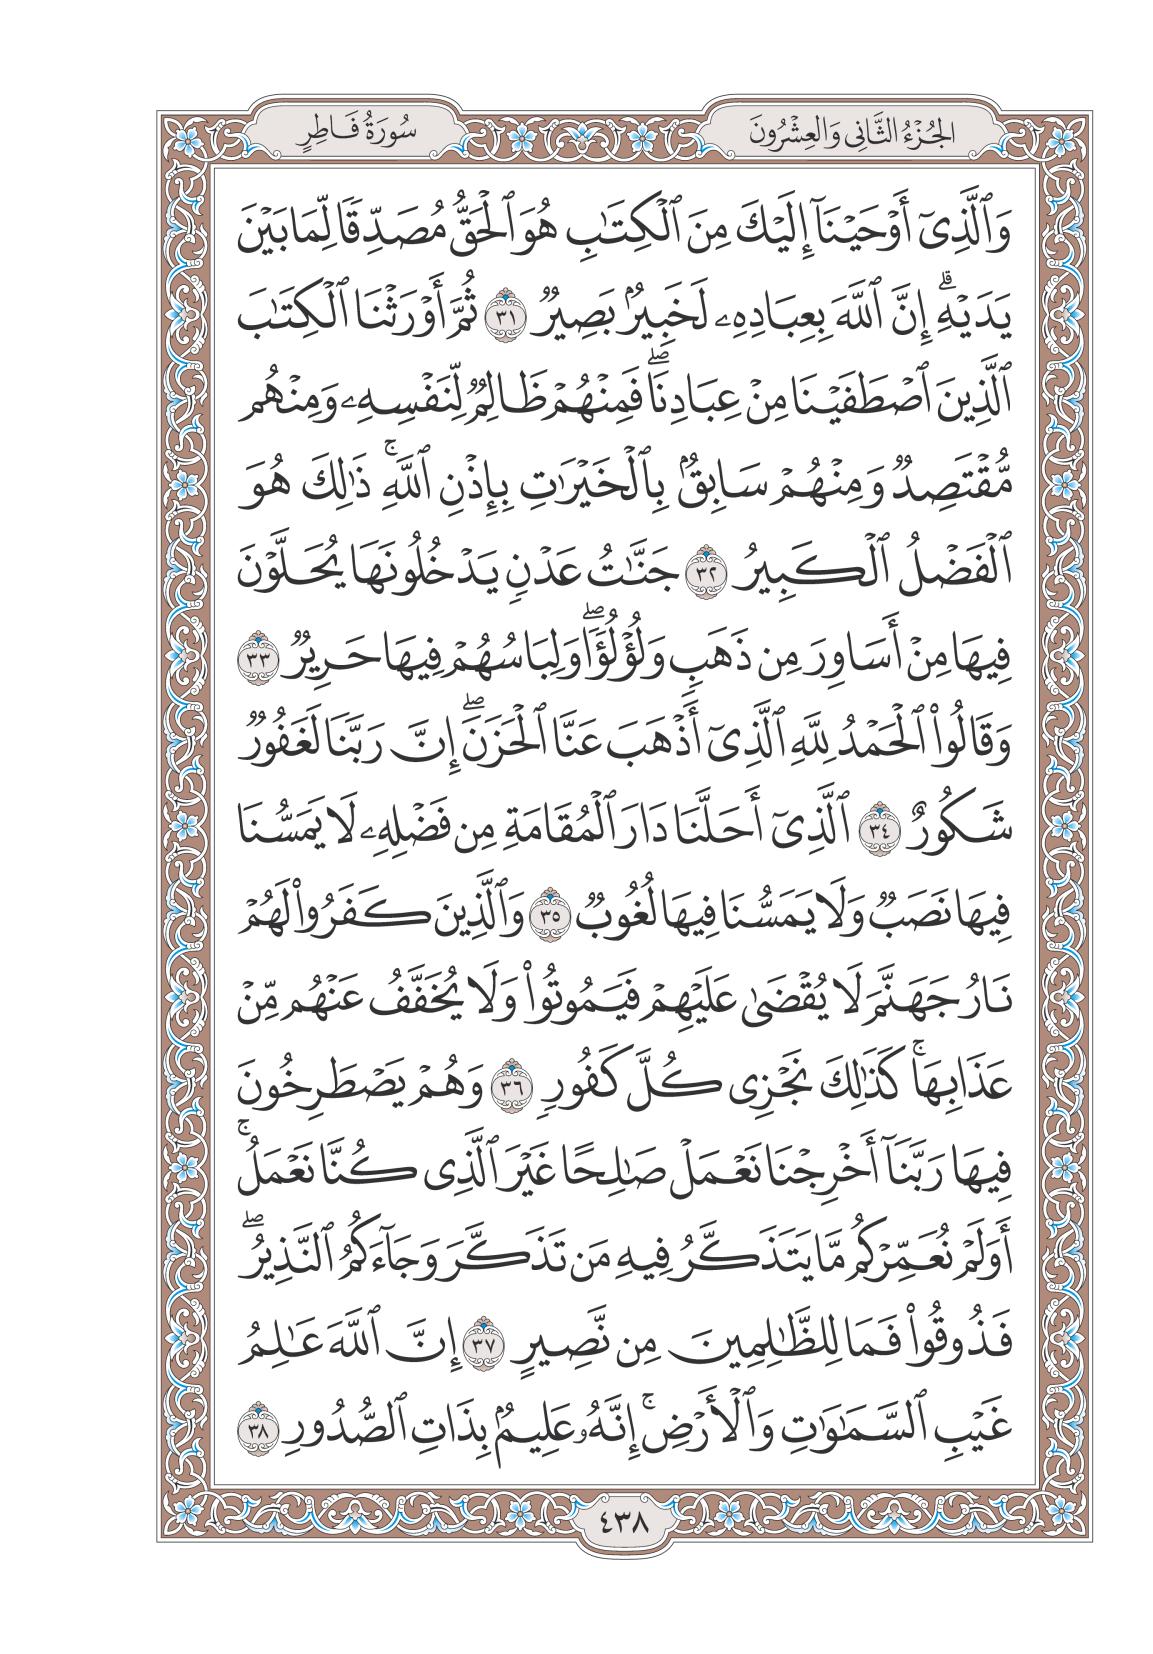 الجُزْءُ الثَّانِي وَالعِشْرُونَ
سُورَةُ فَاطِرٍ
وَٱلَّذِىٓ أَوْحَيْنَآ إِلَيْكَ مِنَ ٱلْكِتَٰبِ هُوَ ٱلْحَقُّ مُصَدِّقًا لِّمَا بَيْنَ
يَدَيْهِۗ إِنَّ ٱللَّهَ بِعِبَادِهِۦ لَخَبِيرٌۢ بَصِيرٌ ٣١ ثُمَّ أَوْرَثْنَا ٱلْكِتَٰبَ
ٱلَّذِينَ ٱصْطَفَيْنَا مِنْ عِبَادِنَاۖ فَمِنْهُمْ ظَالِمٌ لِّنَفْسِهِۦ وَمِنْهُم
مُّقْتَصِدٌ وَمِنْهُمْ سَابِقٌۢ بِٱلْخَيْرَٰتِ بِإِذْنِ ٱللَّهِۚ ذَٰلِكَ هُوَ
ٱلْفَضْلُ ٱلْكَبِيرُ ٣٢ جَنَّٰتُ عَدْنٍ يَدْخُلُونَهَا يُحَلَّوْنَ
فِيهَا مِنْ أَسَاوِرَ مِن ذَهَبٍ وَلُؤْلُؤًاۖ وَلِبَاسُهُمْ فِيهَا حَرِيرٌ ٣٣
وَقَالُوا۟ ٱلْحَمْدُ لِلَّهِ ٱلَّذِىٓ أَذْهَبَ عَنَّا ٱلْحَزَنَۖ إِنَّ رَبَّنَا لَغَفُورٌ
شَكُورٌ ٣٤ ٱلَّذِىٓ أَحَلَّنَا دَارَ ٱلْمُقَامَةِ مِن فَضْلِهِۦ لَا يَمَسُّنَا
فِيهَا نَصَبٌ وَلَا يَمَسُّنَا فِيهَا لُغُوبٌ ٣٥ وَٱلَّذِينَ كَفَرُوا۟ لَهُمْ
نَارُ جَهَنَّمَ لَا يُقْضَىٰ عَلَيْهِمْ فَيَمُوتُوا۟ وَلَا يُخَفَّفُ عَنْهُم مِّنْ
عَذَابِهَاۚ كَذَٰلِكَ نَجْزِى كُلَّ كَفُورٍ ٣٦ وَهُمْ يَصْطَرِخُونَ
فِيهَا رَبَّنَآ أَخْرِجْنَا نَعْمَلْ صَٰلِحًا غَيْرَ ٱلَّذِى كُنَّا نَعْمَلُۚ
أَوَلَمْ نُعَمِّرْكُم مَّا يَتَذَكَّرُ فِيهِ مَن تَذَكَّرَ وَجَآءَكُمُ ٱلنَّذِيرُۖ
فَذُوقُوا۟ فَمَا لِلظَّٰلِمِينَ مِن نَّصِيرٍ ٣٧ إِنَّ ٱللَّهَ عَٰلِمُ
غَيْبِ ٱلسَّمَٰوَٰتِ وَٱلْأَرْضِۚ إِنَّهُۥ عَلِيمٌۢ بِذَاتِ ٱلصُّدُورِ ٣٨
٤٣٨